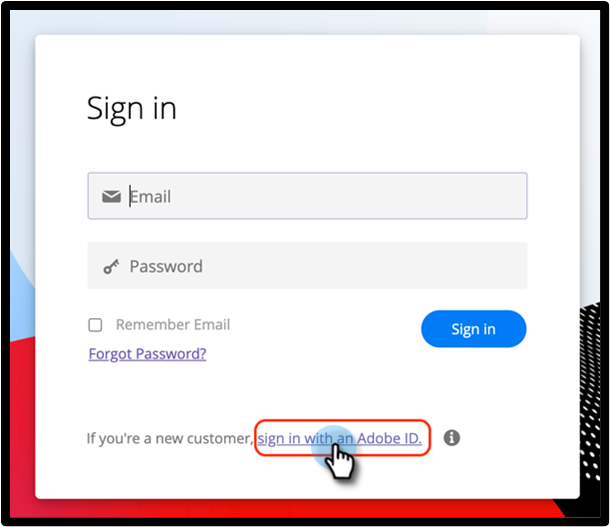 Sign in
Email
Password
Remember Email
Sign in
Forgot Password?
If you're a new customer, sign in with an Adobe ID.